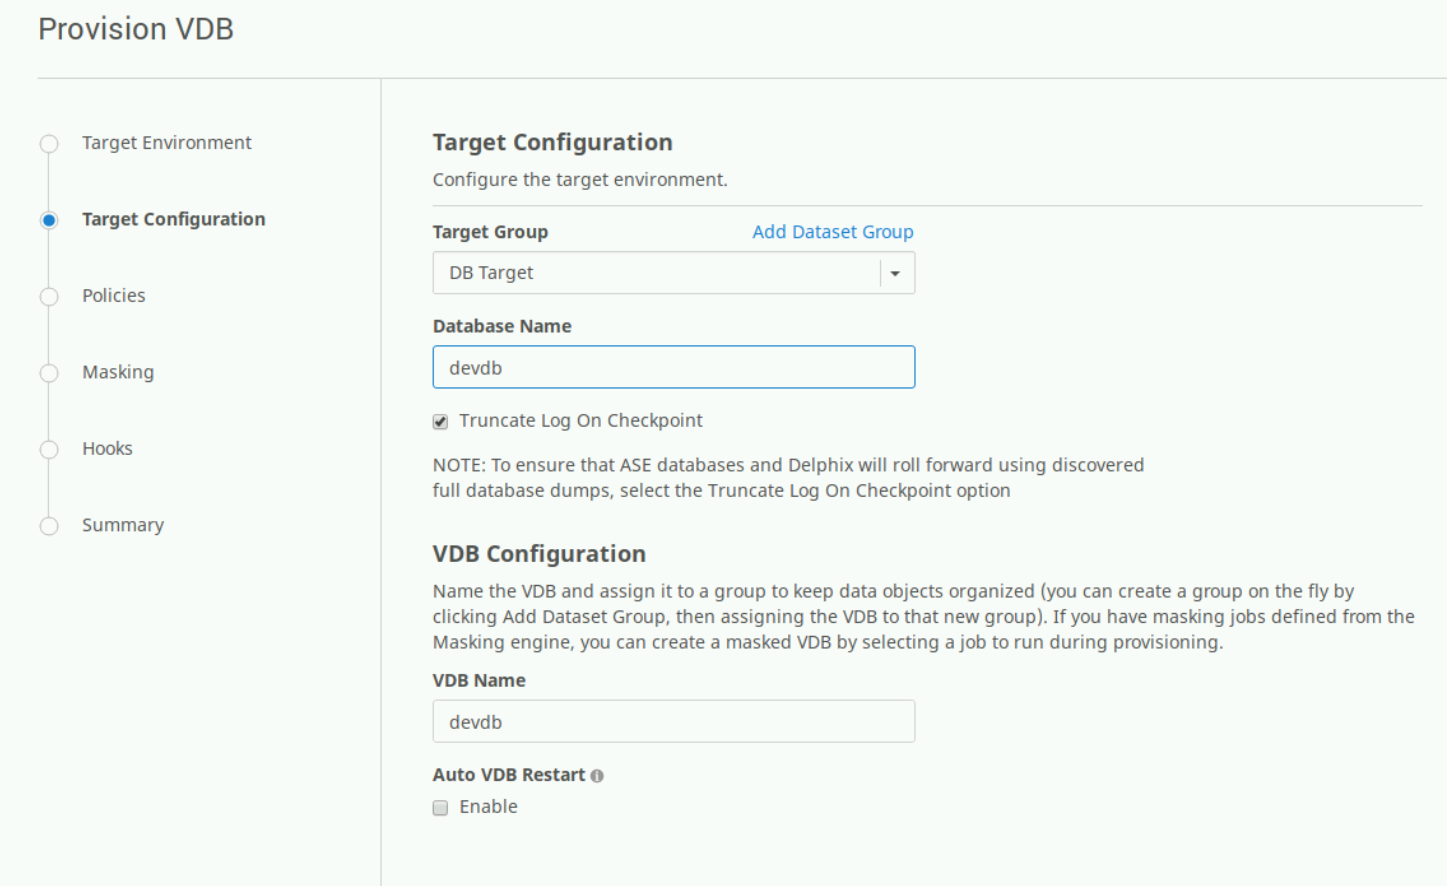 Provision VDB
Target Environment
Target Configuration
Policies
Masking
Hooks
Summary
Target Configuration
Configure the target environment.
Target Group
Add Dataset Group
DB Target
Database Name
devdb
Truncate Log On Checkpoint
NOTE: To ensure that ASE databases and Delphix will roll forward using discovered
full database dumps, select the Truncate Log On Checkpoint option
VDB Configuration
Name the VDB and assign it to a group to keep data objects organized (you can create a group on the fly by
clicking Add Dataset Group, then assigning the VDB to that new group). If you have masking jobs defined from the
Masking engine, you can create a masked VDB by selecting a job to run during provisioning.
VDB Name
devdb
Auto VDB Restart
Enable